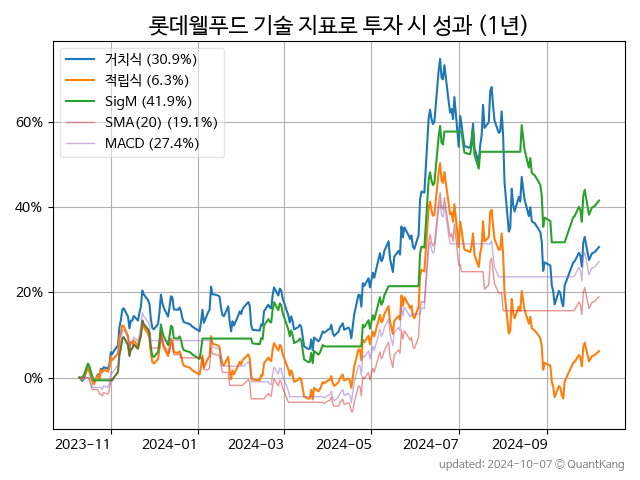 롯데웰푸드 기술 지표로 투자 시 성과 (1년)
거치식 (30.9%)
적립식 (6.3%)
SigM (41.9%)
SMA(20) (19.1%)
MACD (27.4%)
60%
40%
20%
0%
2023-11 2024-01 2024-03 2024-05 2024-07 2024-09
updated: 2024-10-07 © QuantKang